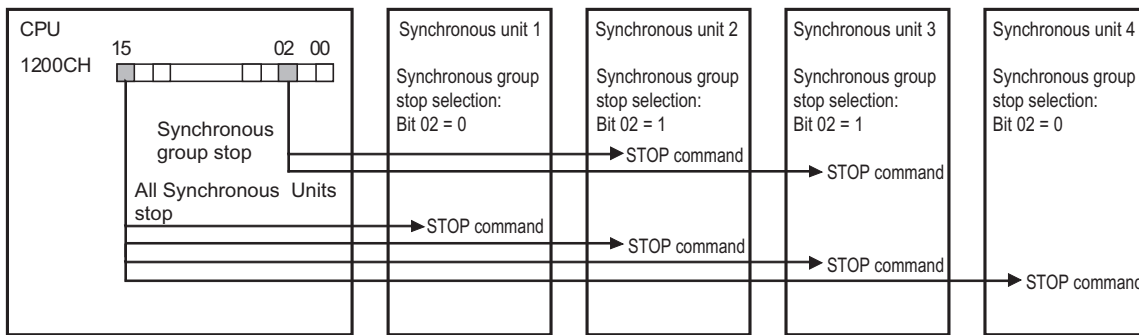 CPU
1200CH
15 02 00
Synchronous
group stop
All Synchronous Units
stop
Synchronous unit 1
Synchronous group
stop selection:
Bit 02 = 0
STOP command
Synchronous unit 2
Synchronous group
stop selection:
Bit 02 = 1
STOP command
STOP command
Synchronous unit 3
Synchronous group
stop selection:
Bit 02 = 1
STOP command
STOP command
Synchronous unit 4
Synchronous group
stop selection:
Bit 02 = 0
STOP command